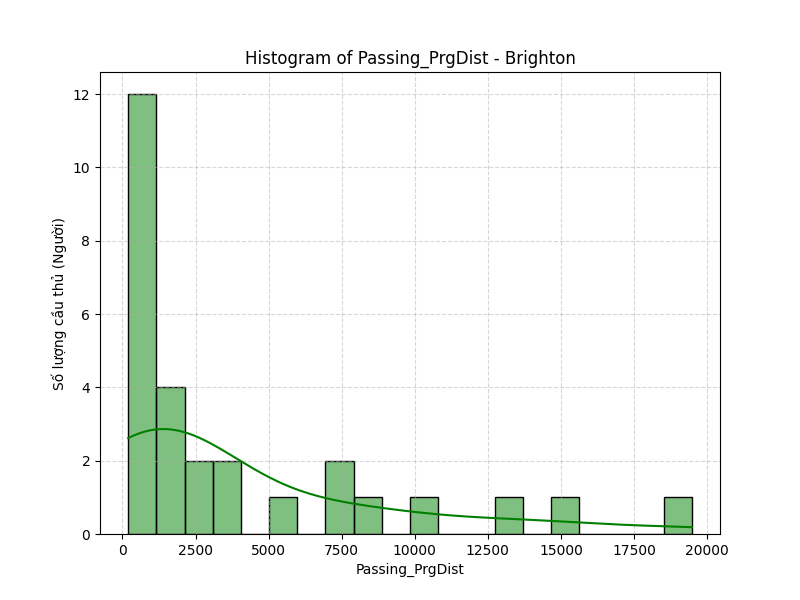 Histogram of Passing_PrgDist - Brighton
12
10
8
6
4
2
0
Số lượng cầu thủ (Người)
0 2500 5000 7500 10000 12500 15000 17500 20000
Passing_PrgDist